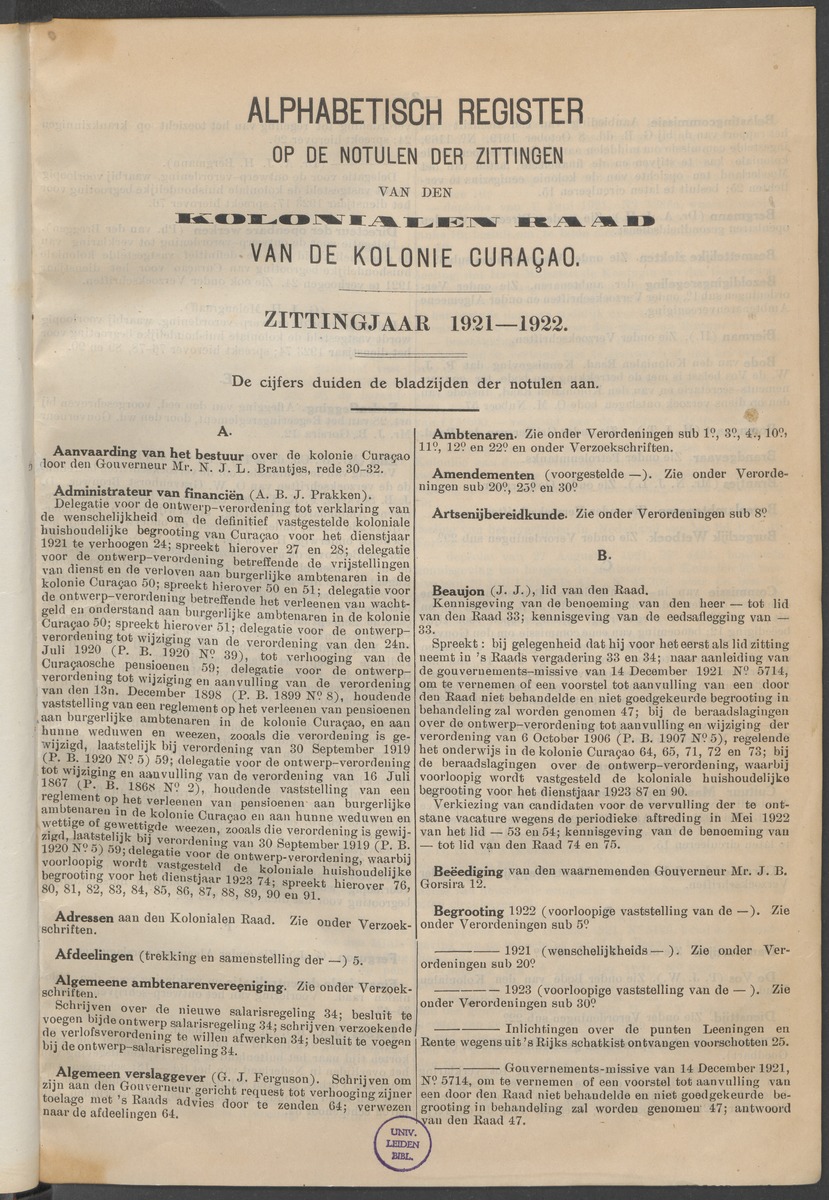 ALPHABETISCH REGISTER
OP DE NOTULEN DER ZITTINGEN
VAN DEN
KOLONIALEN RAAD
VAN DE KOLONIE CURAÇAO.
ZITTINGJAAR 1921—1922.
De cijfers duiden de bladzijden der notulen aan.
A.
Aanvaarding van het bestuur over de kolonie Curaçao
door den Gouverneur Mr. N. J. L. Brantjes, rede 30-32.
Administrateur van financiën (A. B. J. Prakken).
Delegatie voor de ontwerp-verordening tot verklaring van
de wenschelijkheid om de definitief vastgestelde koloniale
huishoudelijke begrooting van Curaçao voor het dienstjaar
1921 te verhoogen 24; spreekt hierover 27 en 28; delegatie
voor de ontwerp-verordening betreffende de vrijstellingen
van dienst en de verloven aan burgerlijke ambtenaren in de
kolonie Curaçao 50; spreekt hierover 50 en 51; delegatie voor
de ontwerp-verordening betreffende het verleenen van wacht-
geld en onderstand aan burgerlijke ambtenaren in de kolonie
Curaçao 50; spreekt hierover 51; delegatie voor de ontwerp-
verordening tot wijziging van de verordening van den 24n.
Juli 1920 (P. B. 1920 Nº 39), tot verhooging van de
Curaçaosche pensioenen 59; delegatie voor de ontwerp-
verordening tot wijziging en aanvulling van de verordening
van den 13n. December 1898 (P. B. 1899 Nº 8), houdende
vaststelling van een reglement op het verleenen van pensioenen
aan burgerlijke ambtenaren in de kolonie Curaçao, en aan
hunne weduwen en weezen, zooals die verordening is ge-
wijzigd, laatstelijk bij verordening van 30 September 1919
(P. B. 1920 Nº 5) 59; delegatie voor de ontwerp-verordening
tot wijziging en aanvulling van de verordening van 16 Juli
1867 (P. B. 1868 Nº 2), houdende vaststelling van een
reglement op het verleenen van pensioenen aan burgerlijke
ambtenaren in de kolonie Curaçao en aan hunne weduwen en
wettige of gewettigde weezen, zooals die verordening is gewij-
zigd, laatstelijk bij verordening van 30 September 1919 (P. B.
1920 Nº 5) 59; delegatie voor de ontwerp-verordening, waarbij
voorloopig wordt vastgesteld de koloniale huishoudelijke
begrooting voor het dienstjaar 1923 74; spreekt hierover 76,
80, 81, 82, 83, 84, 85, 86, 87, 88, 89, 90 en 91.
Adressen aan den Kolonialen Raad. Zie onder Verzoek-
schriften.
Afdeelingen (trekking en samenstelling der —) 5.
Algemeene ambtenarenvereeniging. Zie onder Verzoek-
schriften.
Schrijven over de nieuwe salarisregeling 34; besluit te
voegen bij de ontwerp salarisregeling 34; schrijven verzoekende
de verlofsverordening te willen afwerken 34; besluit te voegen
bij de ontwerp-salarisregeling 34.
Algemeen verslaggever (G. J. Ferguson). Schrijven om
zijn aan den Gouverneur gericht request tot verhooging zijner
toelage met 's Raads advies door te zenden 64; verwezen
naar de afdeelingen 64.
Ambtenaren. Zie onder Verordeningen sub 1º, 3º, 4º, 10º,
11º, 12º en 22º en onder Verzoekschriften.
Amendementen (voorgestelde —). Zie onder Verorde-
ningen sub 20º, 25º en 30º
Artsenijbereidkunde. Zie onder Verordeningen sub 8º
B.
Beaujon (J. J.), lid van den Raad.
Kennisgeving van de benoeming van den heer — tot lid
van den Raad 33; kennisgeving van de eedsaflegging van —
33.
Spreekt: bij gelegenheid dat hij voor het eerst als lid zitting
neemt in 's Raads vergadering 33 en 34; naar aanleiding van
de gouvernements-missive van 14 December 1921 Nº 5714,
om te vernemen of een voorstel tot aanvulling van een door
den Raad niet behandelde en niet goedgekeurde begrooting in
behandeling zal worden genomen 47; bij de beraadslagingen
over de ontwerp-verordening tot aanvulling en wijziging der
verordening van 6 October 1906 (P. B. 1907 Nº 5), regelende
het onderwijs in de kolonie Curaçao 64, 65, 71, 72 en 73; bij
de beraadslagingen over de ontwerp-verordening, waarbij
voorloopig wordt vastgesteld de koloniale huishoudelijke
begrooting voor het dienstjaar 1923 87 en 90.
Verkiezing van candidaten voor de vervulling der te ont-
stane vacature wegens de periodieke aftreding in Mei 1922
van het lid — 53 en 54; kennisgeving van de benoeming van
— tot lid van den Raad 74 en 75.
Beëediging van den waarnemenden Gouverneur Mr. J. B.
Gorsira 12.
Begrooting 1922 (voorloopige vaststelling van de —). Zie
onder Verordeningen sub 5º
———— 1921 (wenschelijkheids — ). Zie onder Ver-
ordeningen sub 20º
———— 1923 (voorloopige vaststelling van de — ). Zie
onder Verordeningen sub 30º
———— Inlichtingen over de punten Leeningen en
Rente wegens uit 's Rijks schatkist ontvangen voorschotten 25.
———— Gouvernements-missive van 14 December 1921,
Nº 5714, om te vernemen of een voorstel tot aanvulling van
een door den Raad niet behandelde en niet goedgekeurde be-
grooting in behandeling zal worden genomen 47; antwoord
van den Raad 47.
UNIV.
LEIDEN
BIBL.